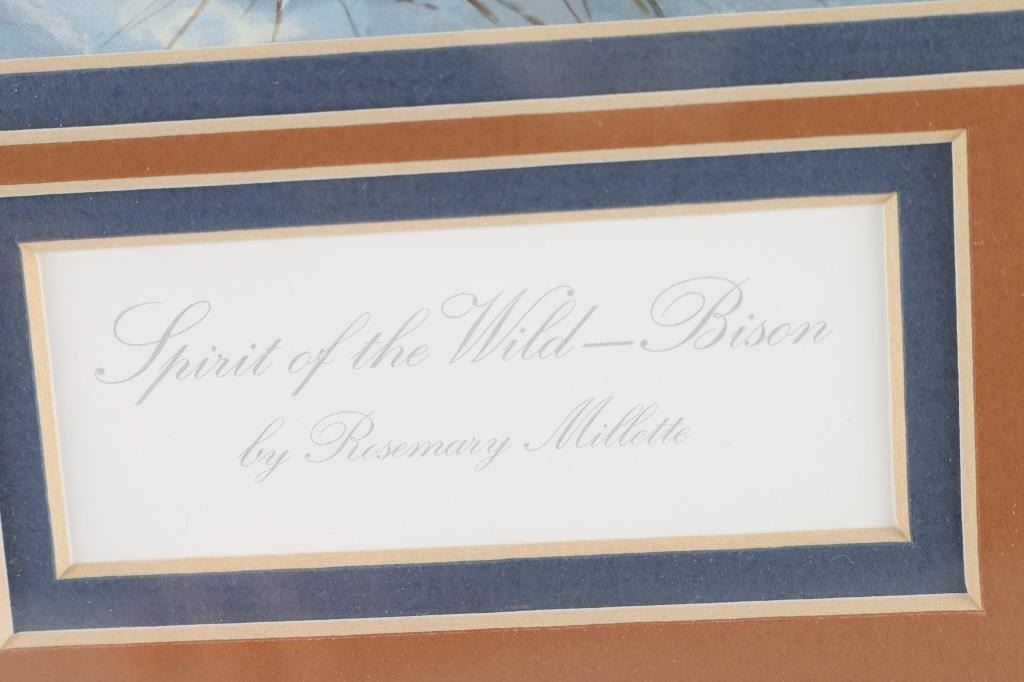 Spirit of the Wild—Bison
by Rosemary Millette